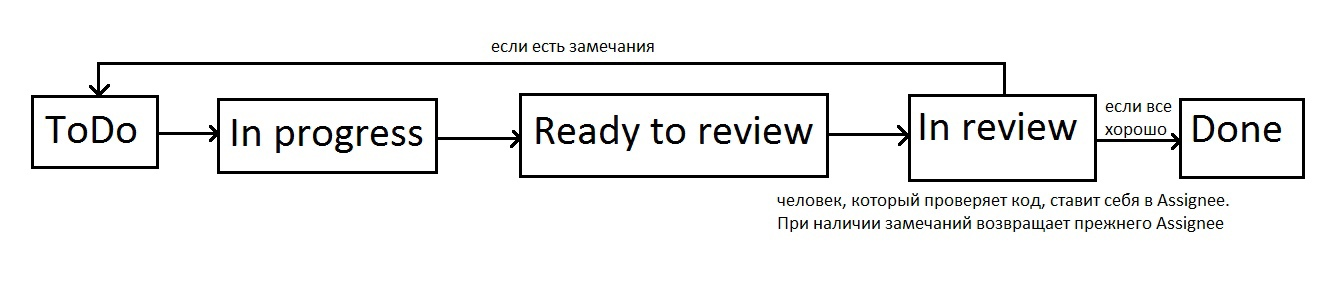 если есть замечания
ToDo
In progress
Ready to review
In review
если все
хорошо
Done
человек, который проверяет код, ставит себя в Assignee.
При наличии замечаний возвращает прежнего Assignee